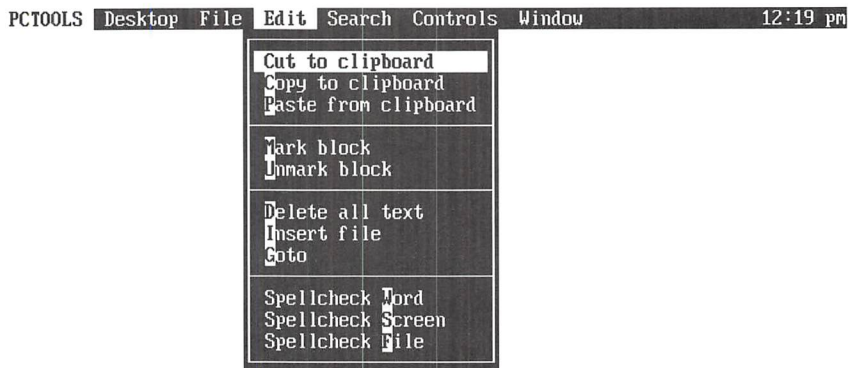 PCTOOLS Desktop File Edit Search Controls Window 12:19 pm
Cut to clipboard
Copy to clipboard
Paste from clipboard
Mark block
Unmark block
Delete all text
Insert file
Goto
Spellcheck Word
Spellcheck Screen
Spellcheck File